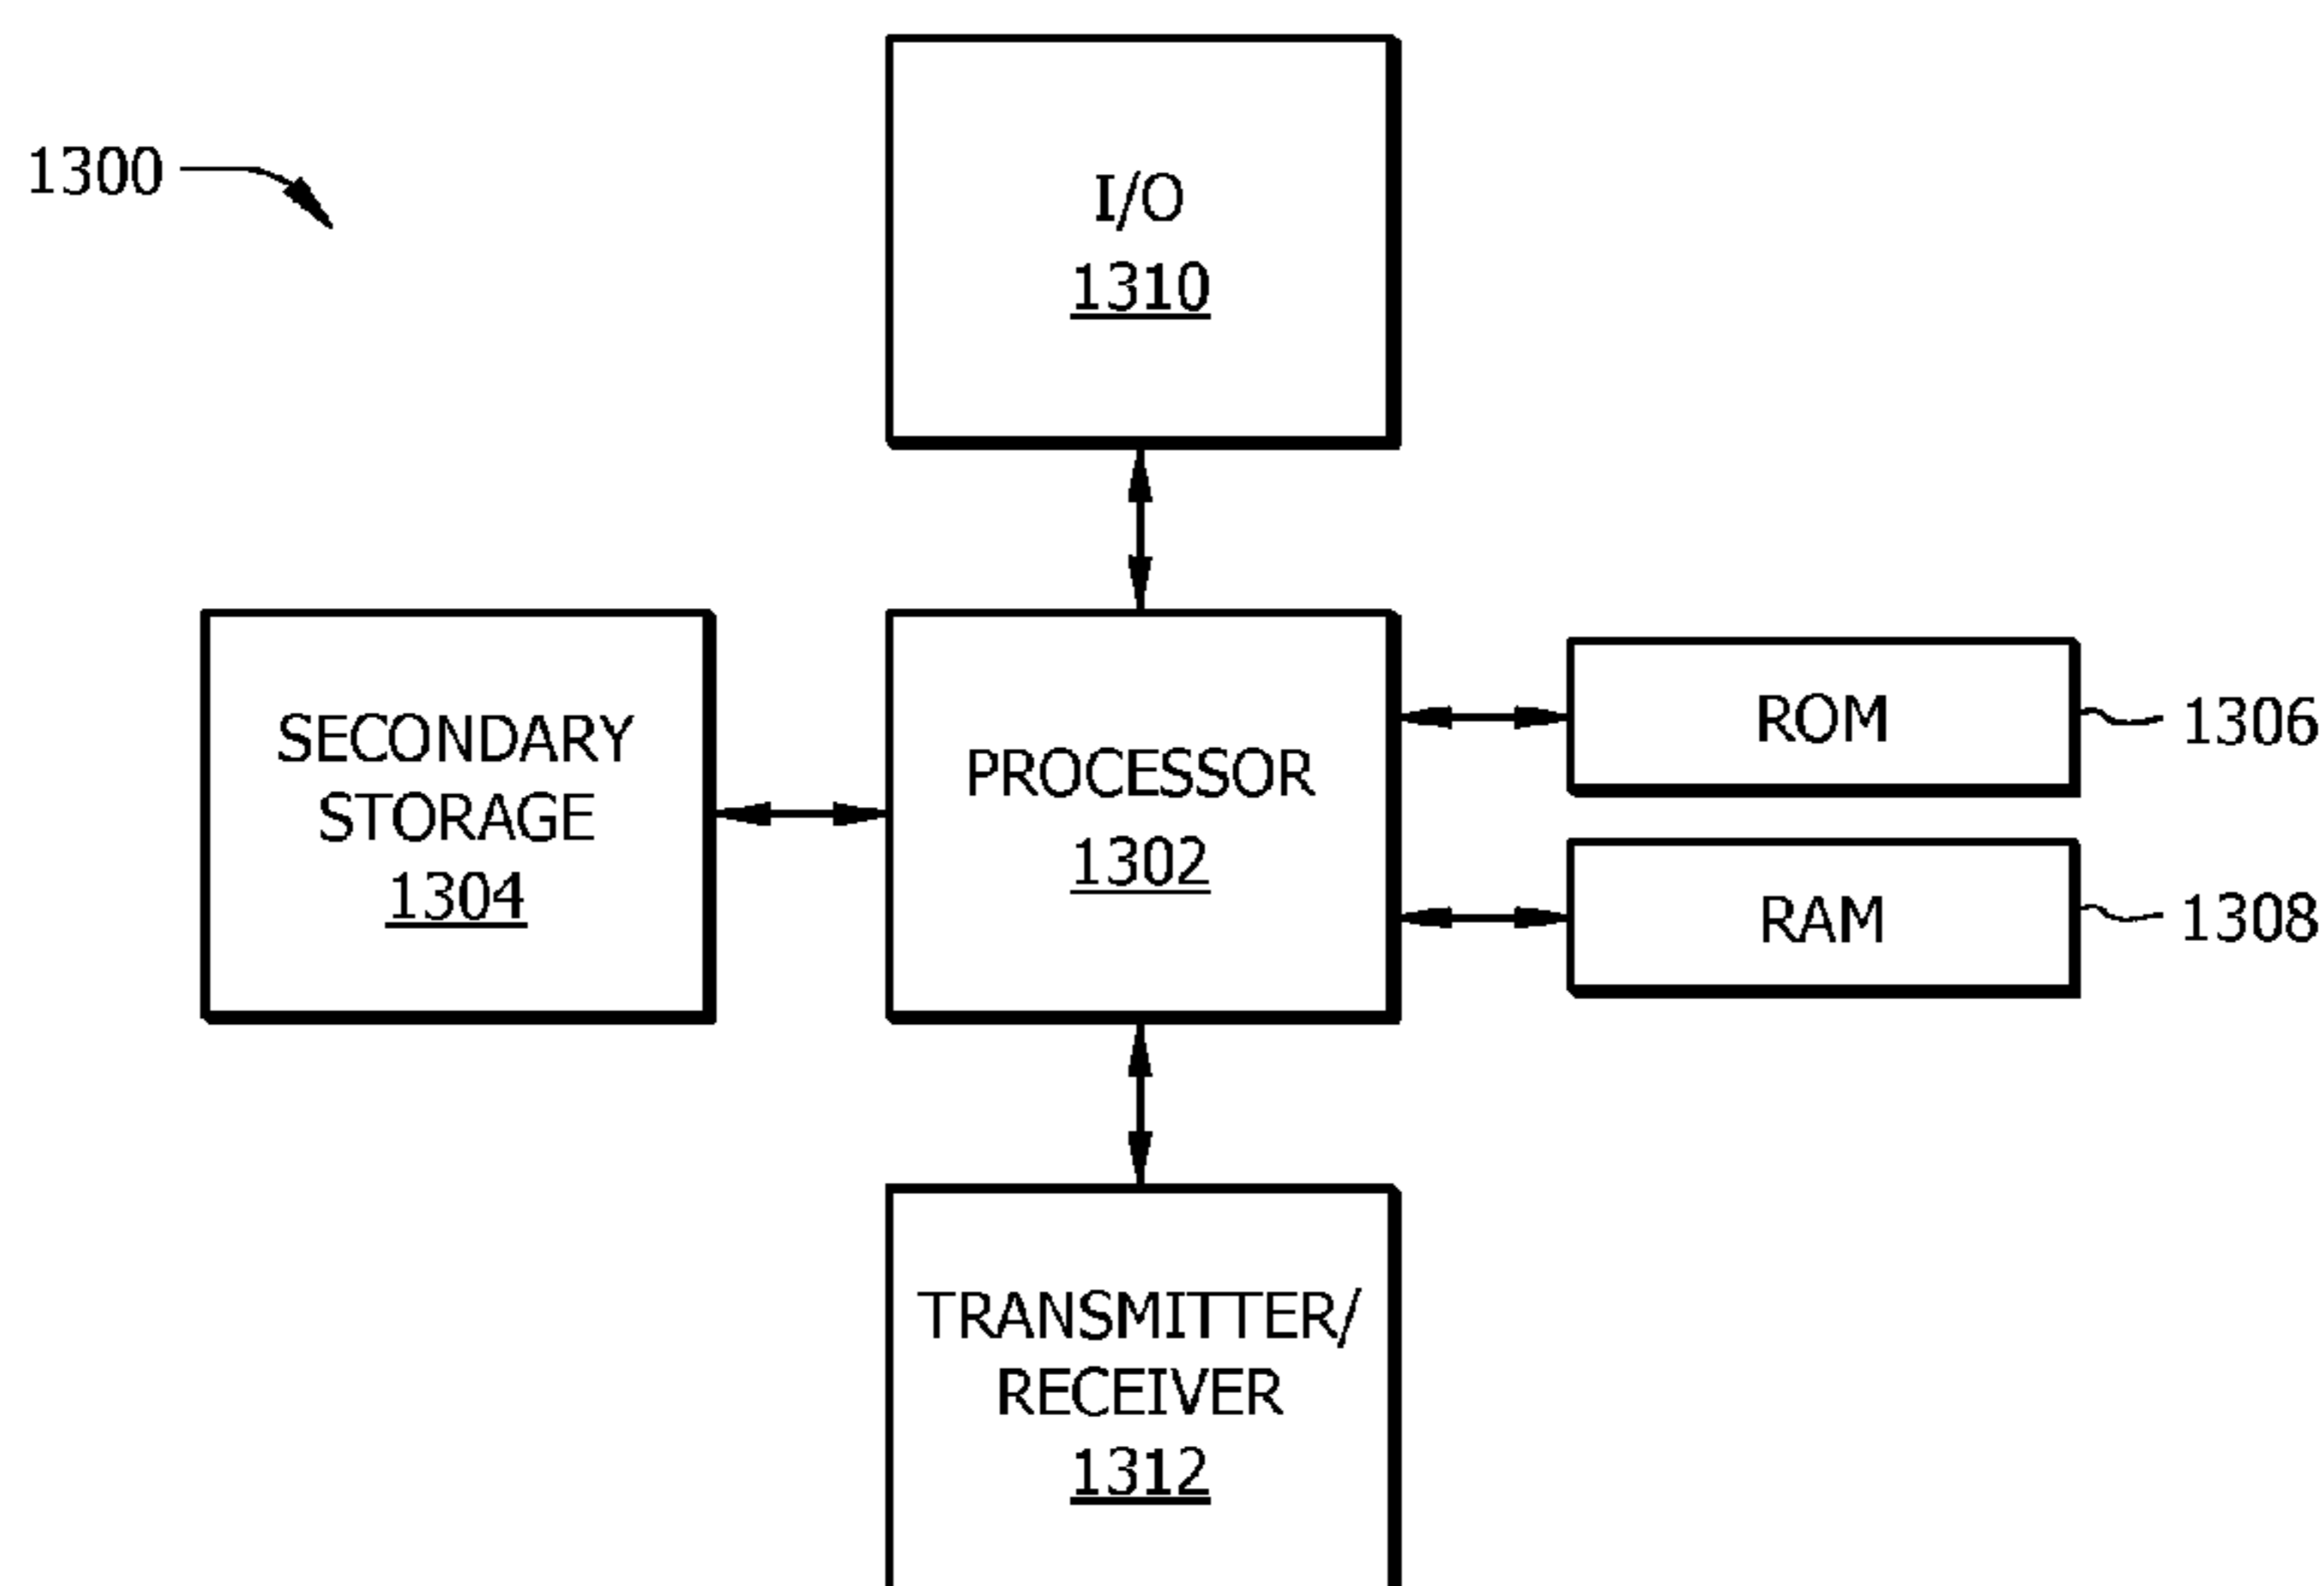 1300
I/O
1310
SECONDARY
STORAGE
1304
PROCESSOR
1302
ROM
1306
RAM
1308
TRANSMITTER/
RECEIVER
1312